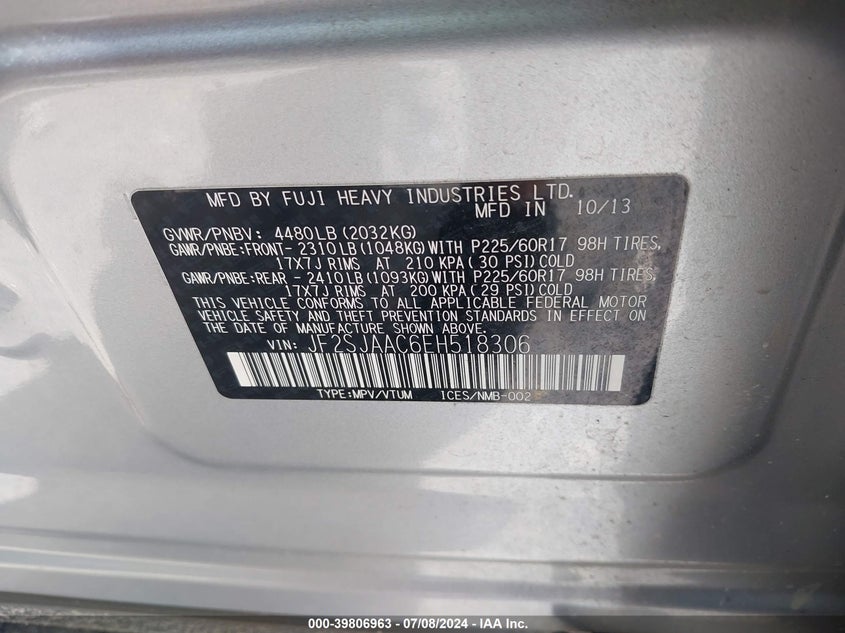 MFD BY FUJI HEAVY INDUSTRIES LTD.
MFD IN 10/13
GVWR/PNBV: 4480LB (2032KG)
GAWR/PNBE:FRONT- 2310LB (1048KG) WITH P225/60R17 98H TIRES,
17X7J RIMS AT 210 KPA (30 PSI) COLD
GAWR/PNBE:REAR - 2410LB (1093KG) WITH P225/60R17 98H TIRES,
17X7J RIMS AT 200 KPA (29 PSI) COLD
THIS VEHICLE CONFORMS TO ALL APPLICABLE FEDERAL MOTOR
VEHICLE SAFETY AND THEFT PREVENTION STANDARDS IN EFFECT ON
THE DATE OF MANUFACTURE SHOWN ABOVE.
VIN: JF2SJAAC6EH518306
TYPE:MPV/VTUM ICES/NMB-002
000-39806963 - 07/08/2024 - IAA Inc.